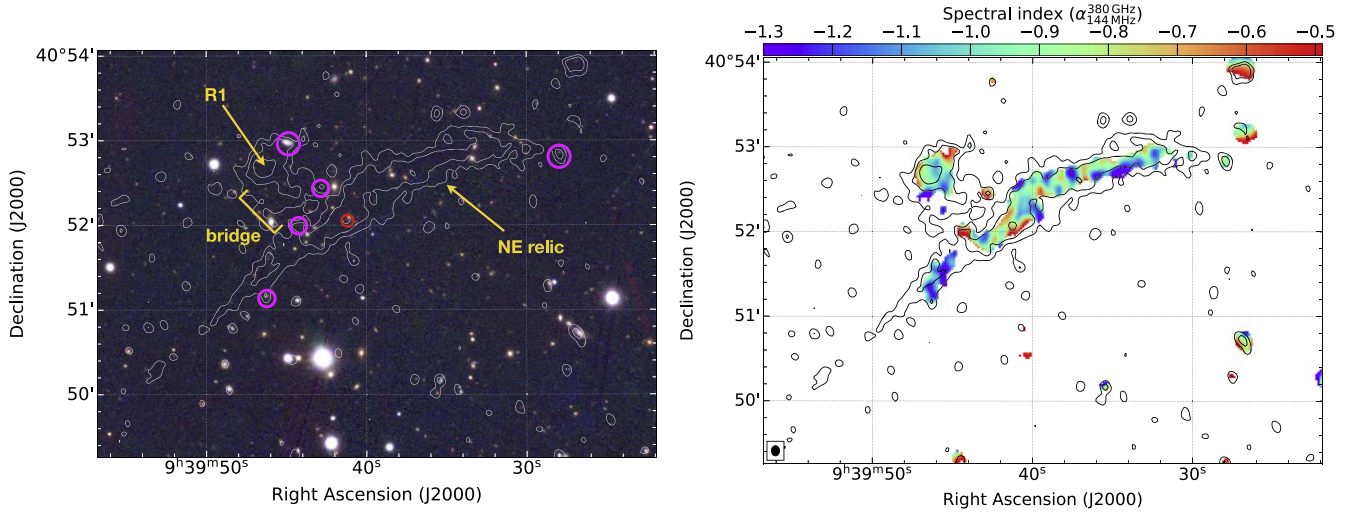 40°54'
53'
52'
51'
50'
Declination (J2000)
R1
bridge
NE relic
9ʰ39ᵐ50ˢ
40ˢ
30ˢ
Right Ascension (J2000)
Spectral index (α 380 GHz 144 MHz)
−1.3 −1.2 −1.1 −1.0 −0.9 −0.8 −0.7 −0.6 −0.5
40°54'
53'
52'
51'
50'
Declination (J2000)
9ʰ39ᵐ50ˢ
40ˢ
30ˢ
Right Ascension (J2000)